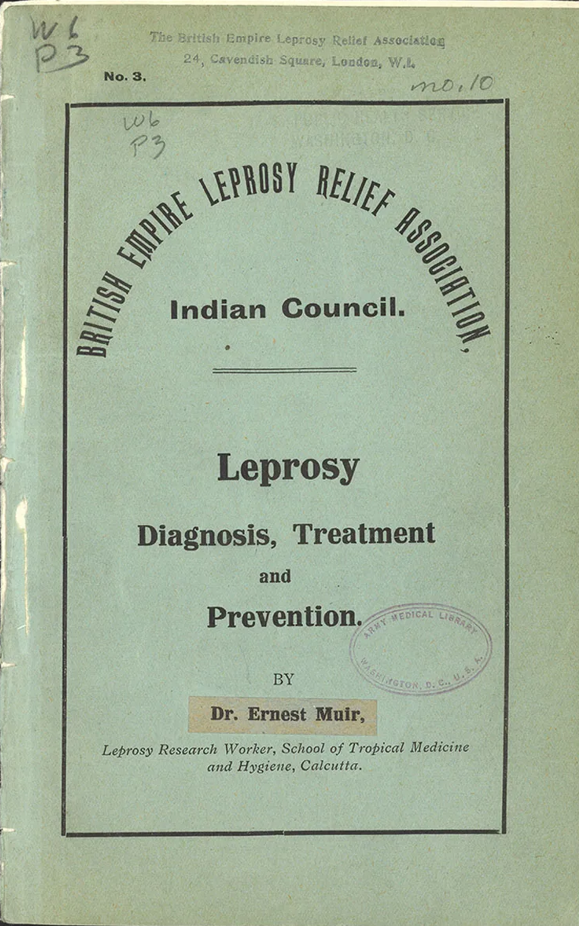 W6
P3
The British Empire Leprosy Relief Association
24, Cavendish Square, London, W.1.
No. 3.
no. 10
W6
P3
WASHINGTON, D. C.
BRITISH EMPIRE LEPROSY RELIEF ASSOCIATION,
Indian Council.
Leprosy
Diagnosis, Treatment
and
Prevention.
ARMY MEDICAL LIBRARY
WASHINGTON, D. C., U. S. A.
BY
Dr. Ernest Muir,
Leprosy Research Worker, School of Tropical Medicine
and Hygiene, Calcutta.